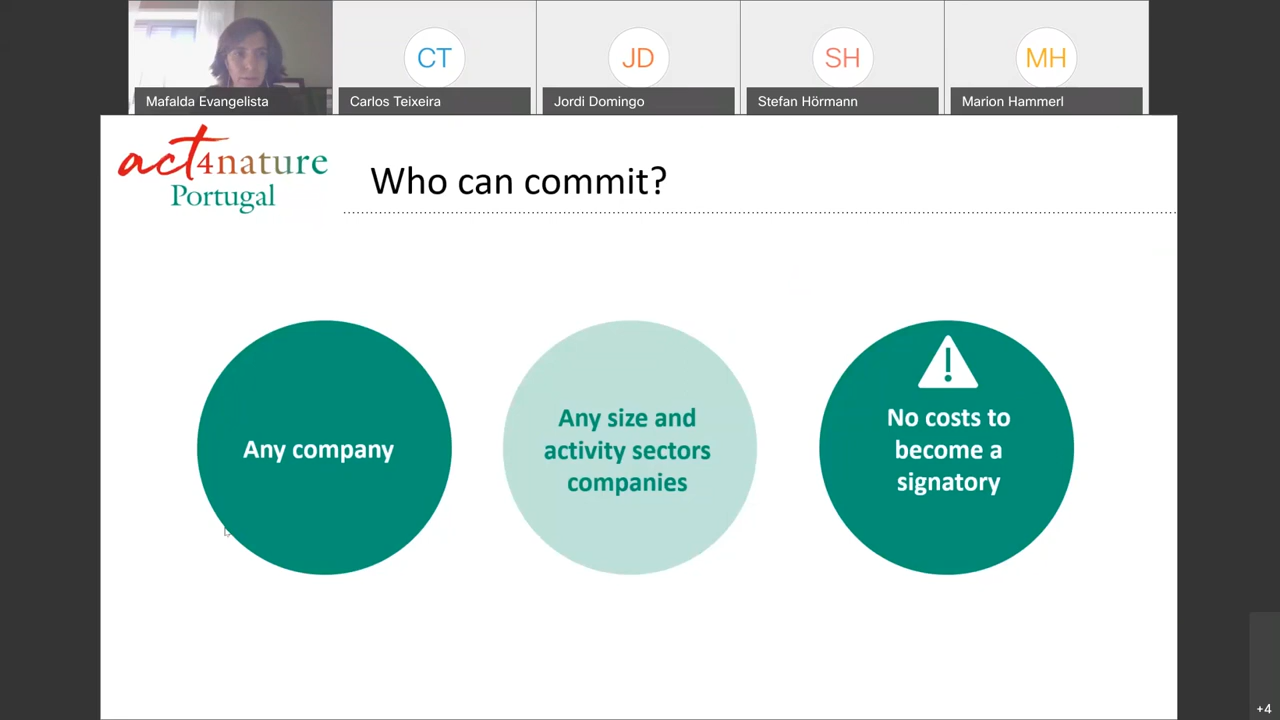 CT
JD
SH
MH
Mafalda Evangelista
Carlos Teixeira
Jordi Domingo
Stefan Hörmann
Marion Hammerl
act4nature
Portugal
Who can commit?
Any company
Any size and
activity sectors
companies
No costs to
become a
signatory
+4